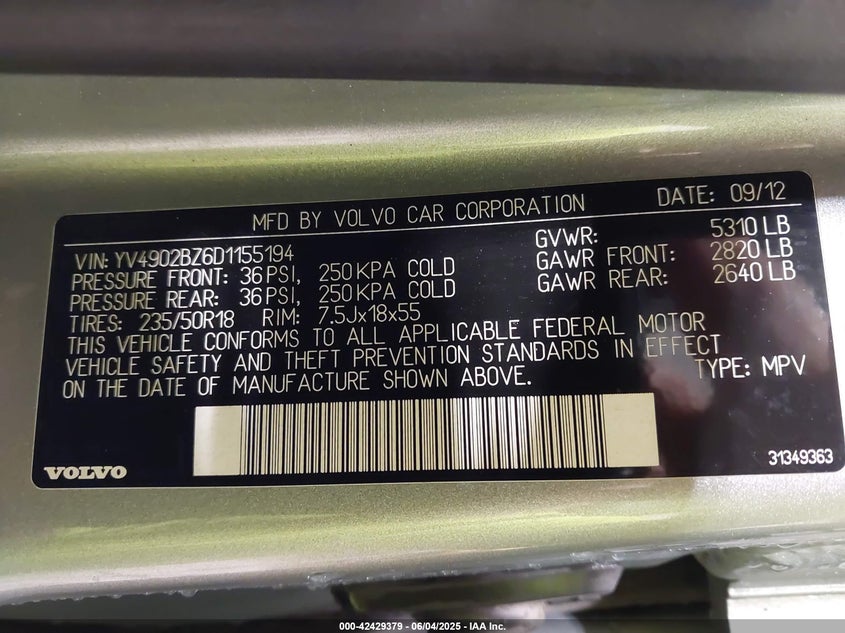 MFD BY VOLVO CAR CORPORATION DATE: 09/12
VIN: YV4902BZ6D1155194 GVWR: 5310 LB
PRESSURE FRONT: 36 PSI, 250 KPA COLD GAWR FRONT: 2820 LB
PRESSURE REAR: 36 PSI, 250 KPA COLD GAWR REAR: 2640 LB
TIRES: 235/50R18 RIM: 7.5Jx18x55
THIS VEHICLE CONFORMS TO ALL APPLICABLE FEDERAL MOTOR
VEHICLE SAFETY AND THEFT PREVENTION STANDARDS IN EFFECT
ON THE DATE OF MANUFACTURE SHOWN ABOVE. TYPE: MPV
VOLVO 31349363
000-42429379 - 06/04/2025 - IAA Inc.